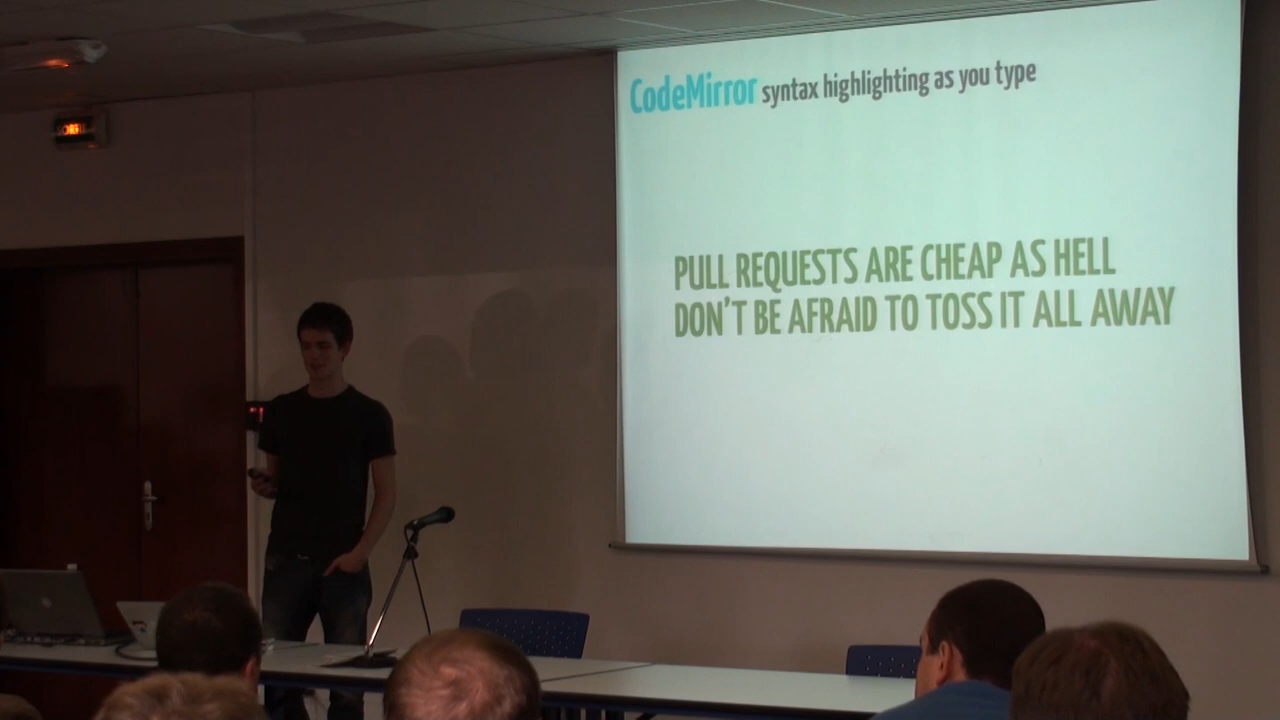 SORTIE
CodeMirror syntax highlighting as you type
PULL REQUESTS ARE CHEAP AS HELL
DON'T BE AFRAID TO TOSS IT ALL AWAY